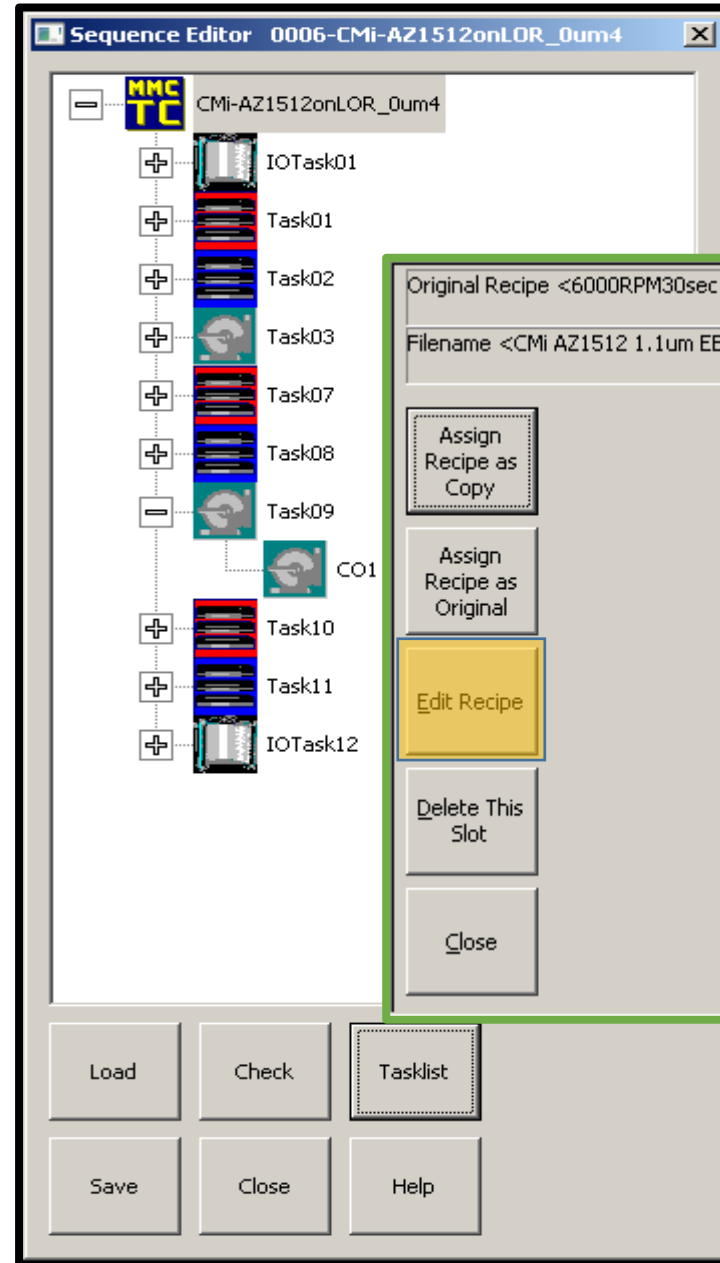 Sequence Editor 0006-CMi-AZ1512onLOR_0um4
MMC
TC
CMi-AZ1512onLOR_0um4
IOTask01
Task01
Task02
Task03
Task07
Task08
Task09
CO1
Task10
Task11
IOTask12
Original Recipe <6000RPM30sec
Filename <CMi AZ1512 1.1um EB
Assign
Recipe as
Copy
Assign
Recipe as
Original
Edit Recipe
Delete This
Slot
Close
Load Check Tasklist
Save Close Help